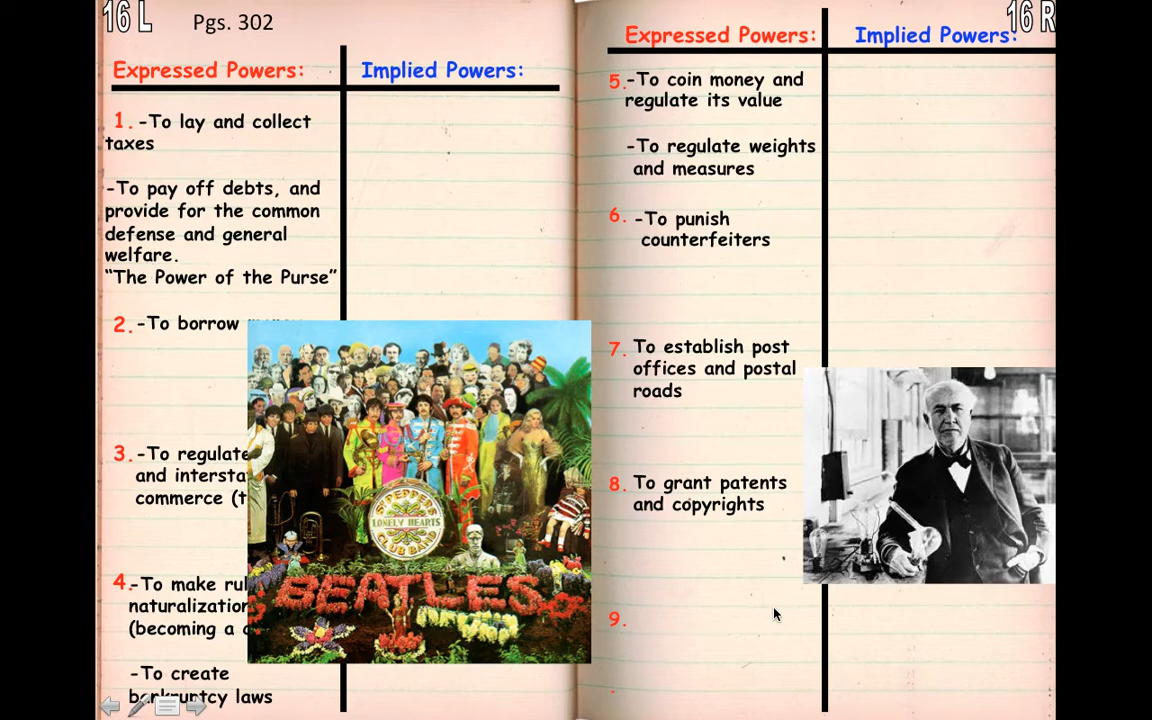 16 L
Pgs. 302
Expressed Powers:
Implied Powers:
1. -To lay and collect
taxes
-To pay off debts, and
provide for the common
defense and general
welfare.
“The Power of the Purse”
2. -To borrow
3. -To regulate
and intersta
commerce (t
4.-To make rul
naturalization
(becoming a
-To create
bankruptcy laws
SGT. PEPPERS
LONELY HEARTS
CLUB BAND
BEATLES
16 R
Expressed Powers:
Implied Powers:
5.-To coin money and
regulate its value
-To regulate weights
and measures
6. -To punish
counterfeiters
7. To establish post
offices and postal
roads
8. To grant patents
and copyrights
9.